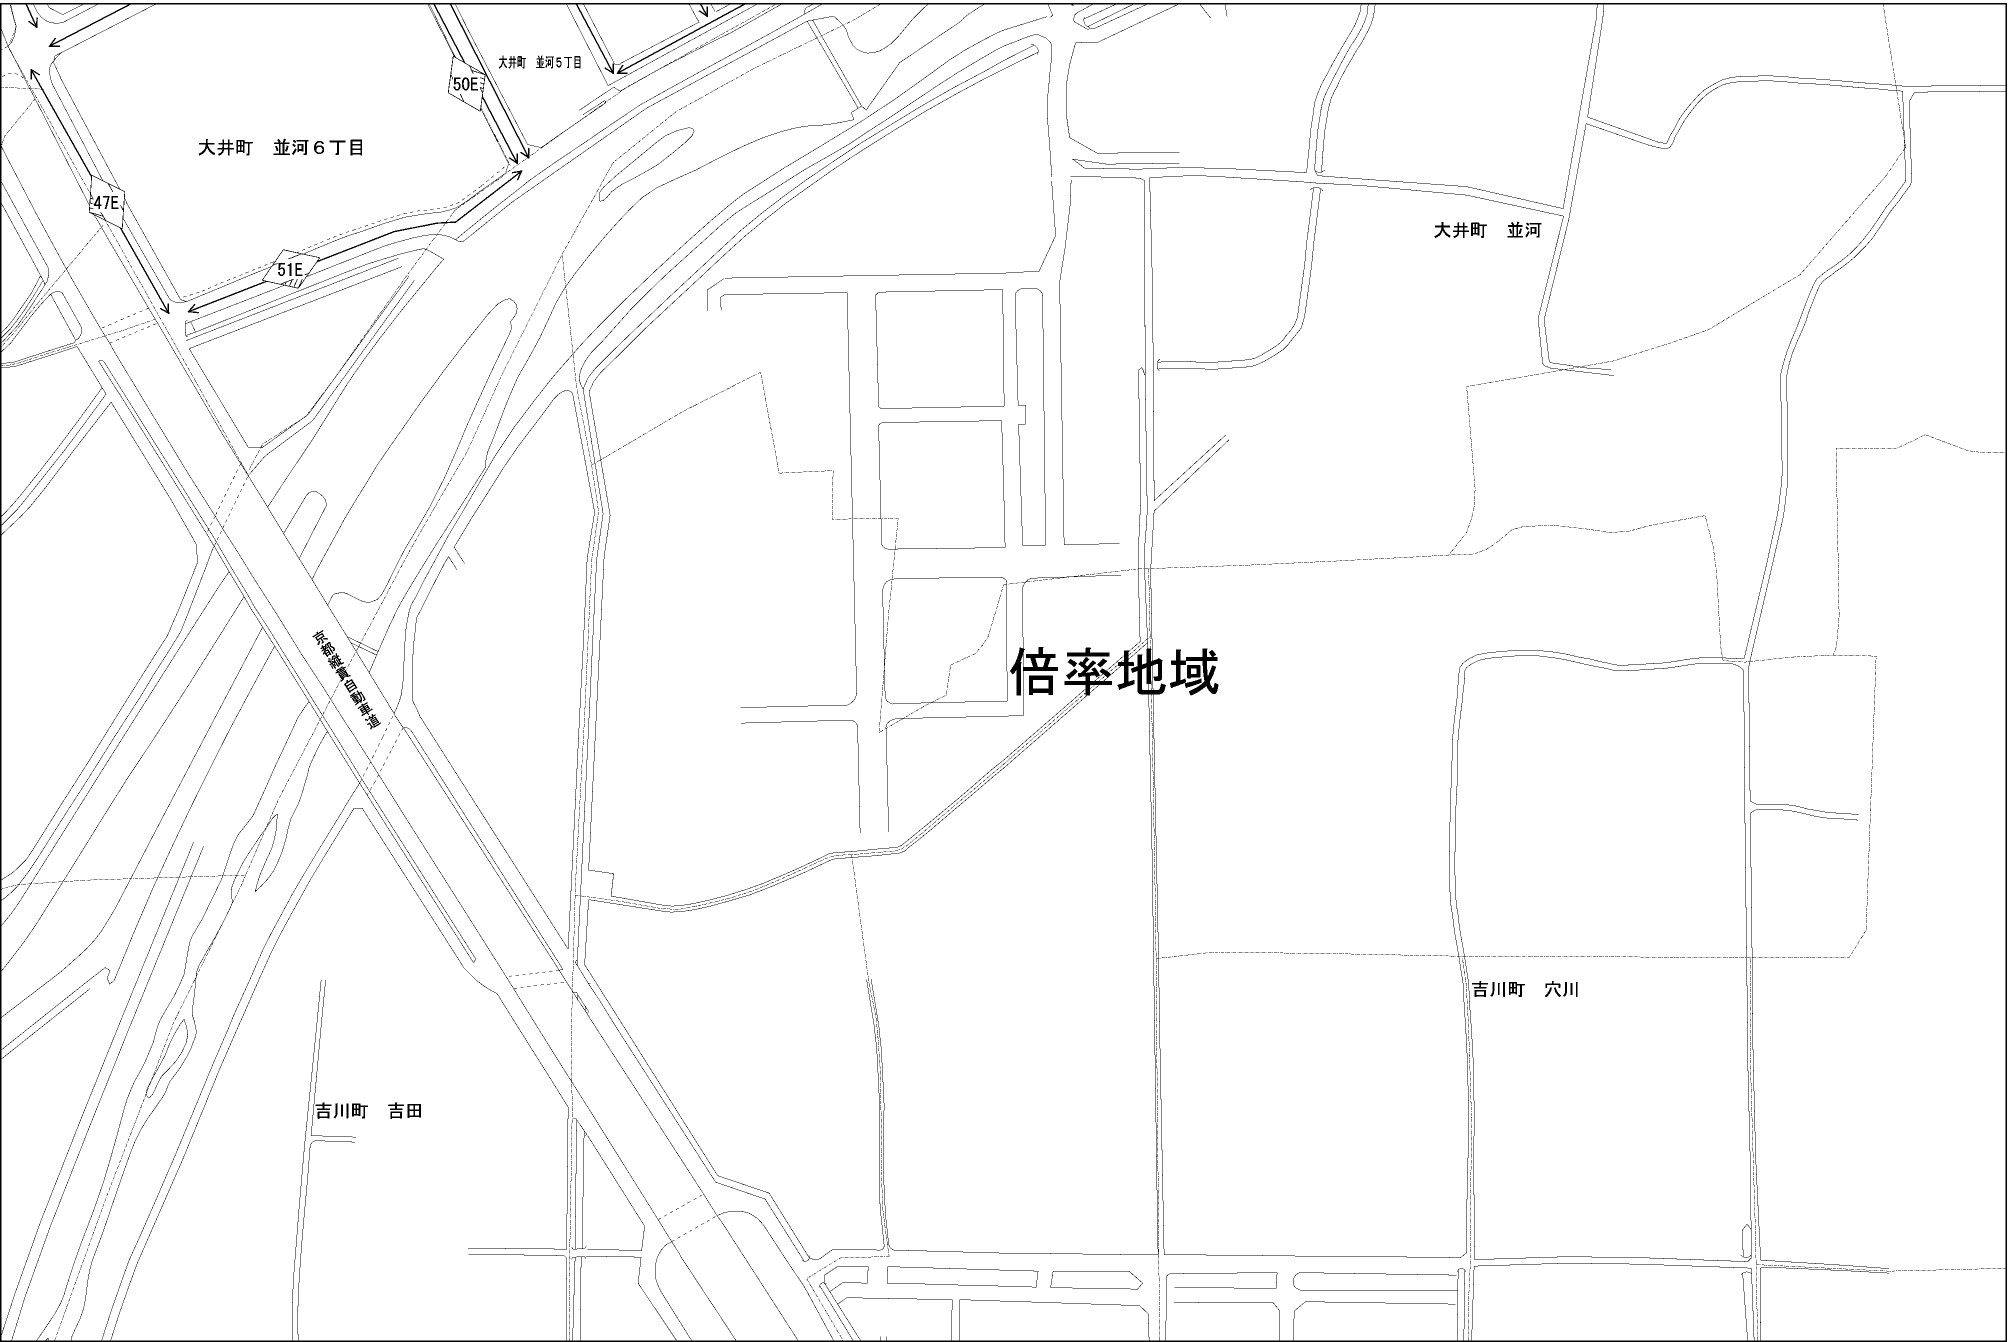 大井町　並河５丁目
50E
大井町　並河６丁目
47E
大井町　並河
51E
倍率地域
京都縦貫自動車道
吉川町　穴川
吉川町　吉田